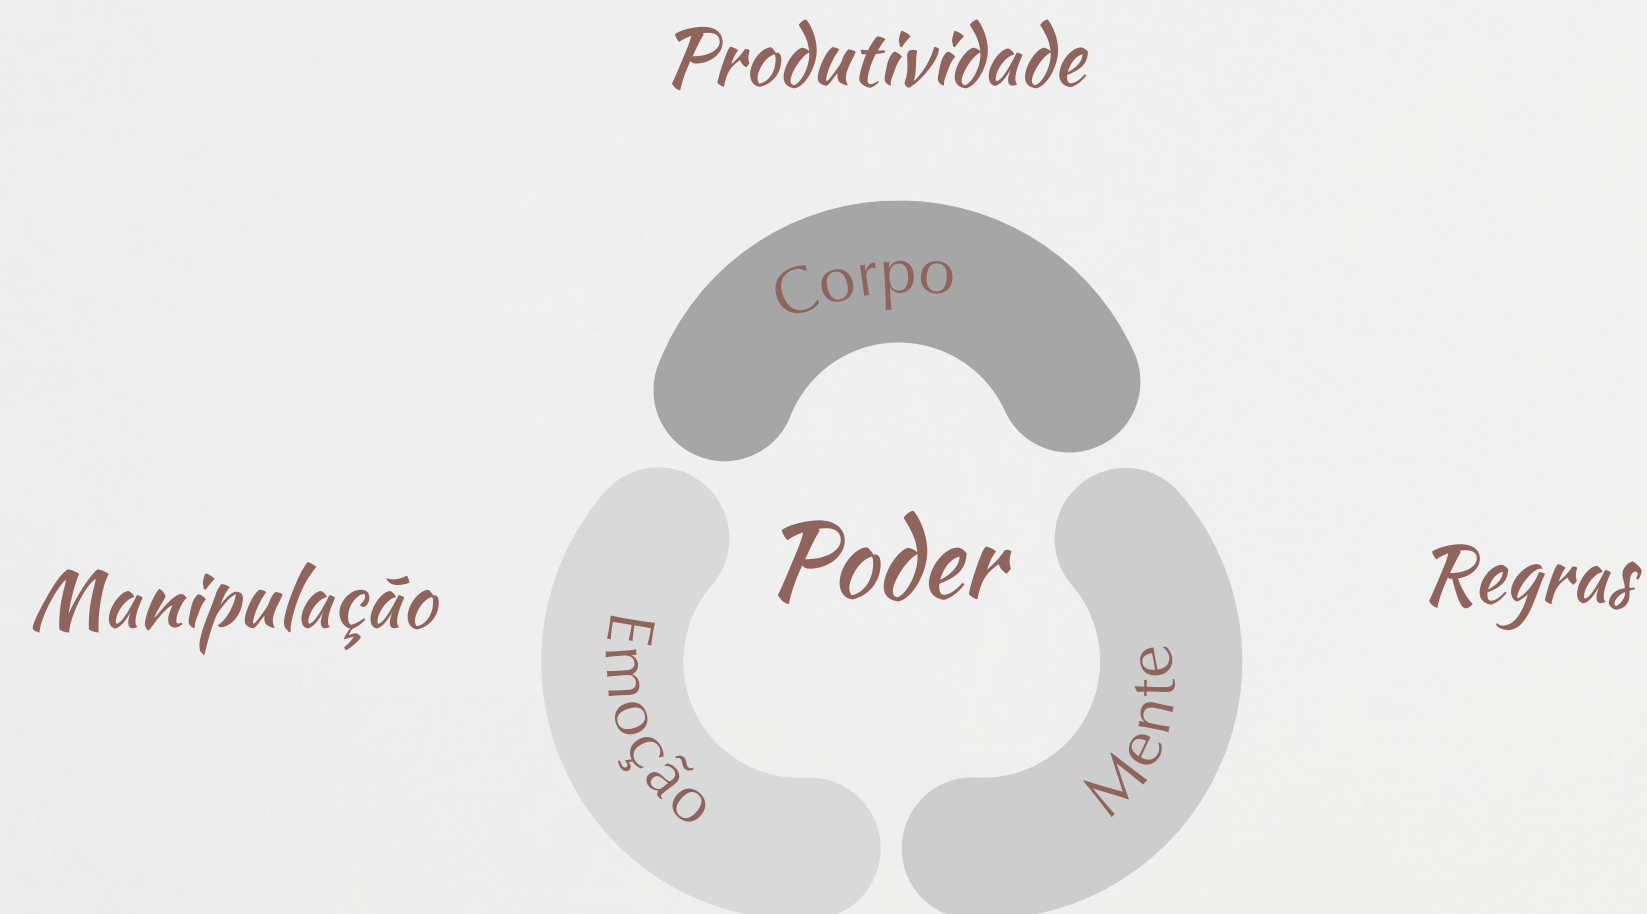 Produtividade
Corpo
Poder
Manipulação
Regras
Emoção
Mente